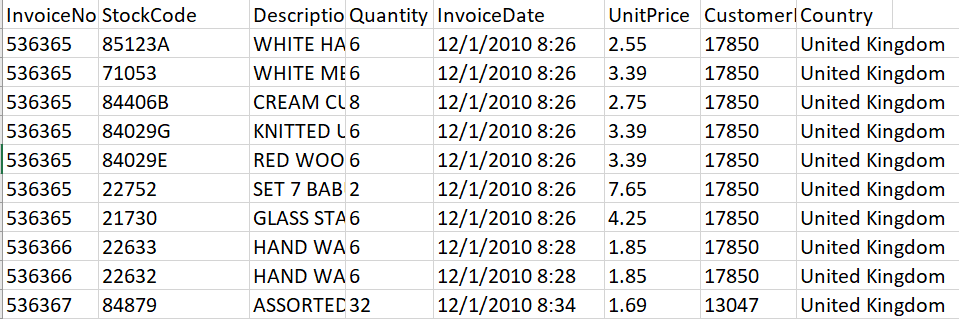 InvoiceNo StockCode Descriptio Quantity InvoiceDate UnitPrice Customer Country
536365 85123A WHITE HA 6 12/1/2010 8:26 2.55 17850 United Kingdom
536365 71053 WHITE ME 6 12/1/2010 8:26 3.39 17850 United Kingdom
536365 84406B CREAM CU 8 12/1/2010 8:26 2.75 17850 United Kingdom
536365 84029G KNITTED U 6 12/1/2010 8:26 3.39 17850 United Kingdom
536365 84029E RED WOO 6 12/1/2010 8:26 3.39 17850 United Kingdom
536365 22752 SET 7 BAB 2 12/1/2010 8:26 7.65 17850 United Kingdom
536365 21730 GLASS STA 6 12/1/2010 8:26 4.25 17850 United Kingdom
536366 22633 HAND WA 6 12/1/2010 8:28 1.85 17850 United Kingdom
536366 22632 HAND WA 6 12/1/2010 8:28 1.85 17850 United Kingdom
536367 84879 ASSORTED 32 12/1/2010 8:34 1.69 13047 United Kingdom